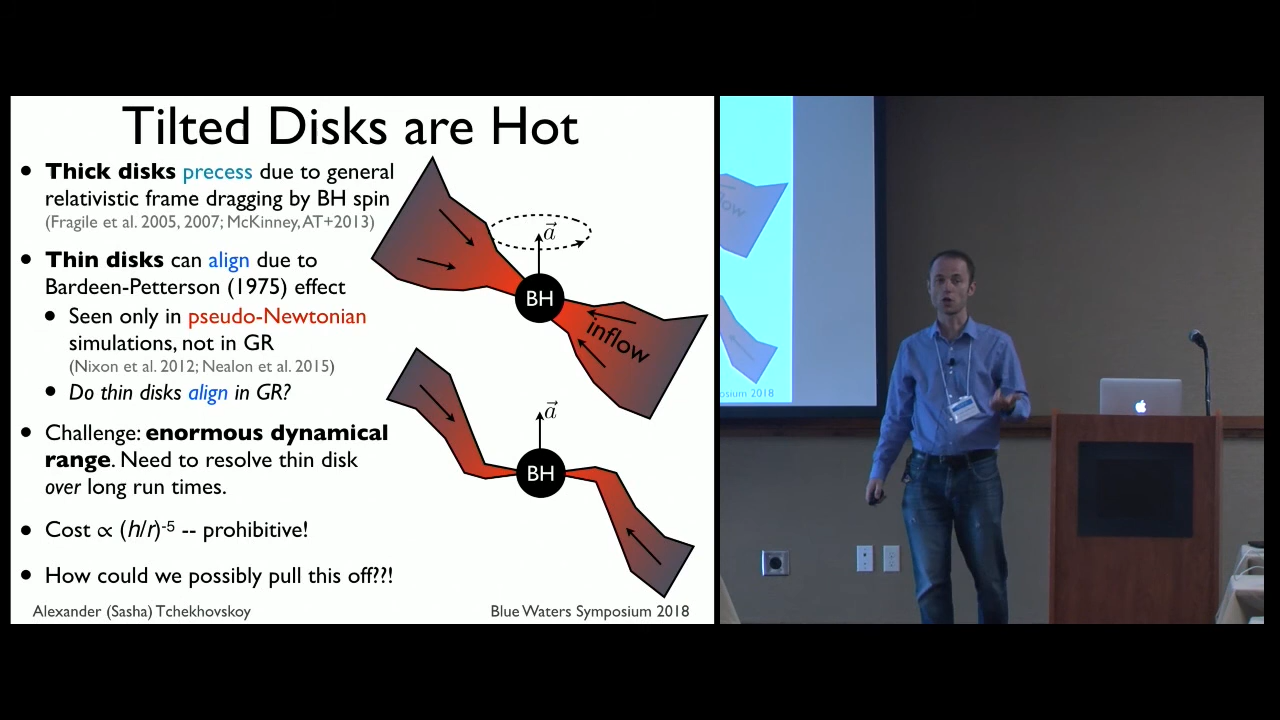 Tilted Disks are Hot
• Thick disks precess due to general
relativistic frame dragging by BH spin
(Fragile et al. 2005, 2007; McKinney, AT+2013)
• Thin disks can align due to
Bardeen-Petterson (1975) effect
• Seen only in pseudo-Newtonian
simulations, not in GR
(Nixon et al. 2012; Nealon et al. 2015)
• Do thin disks align in GR?
• Challenge: enormous dynamical
range. Need to resolve thin disk
over long run times.
• Cost ∝ (h/r)-5 -- prohibitive!
• How could we possibly pull this off??!
a⃗
BH
inflow
a⃗
BH
Alexander (Sasha) Tchekhovskoy
Blue Waters Symposium 2018
flow
osium 2018